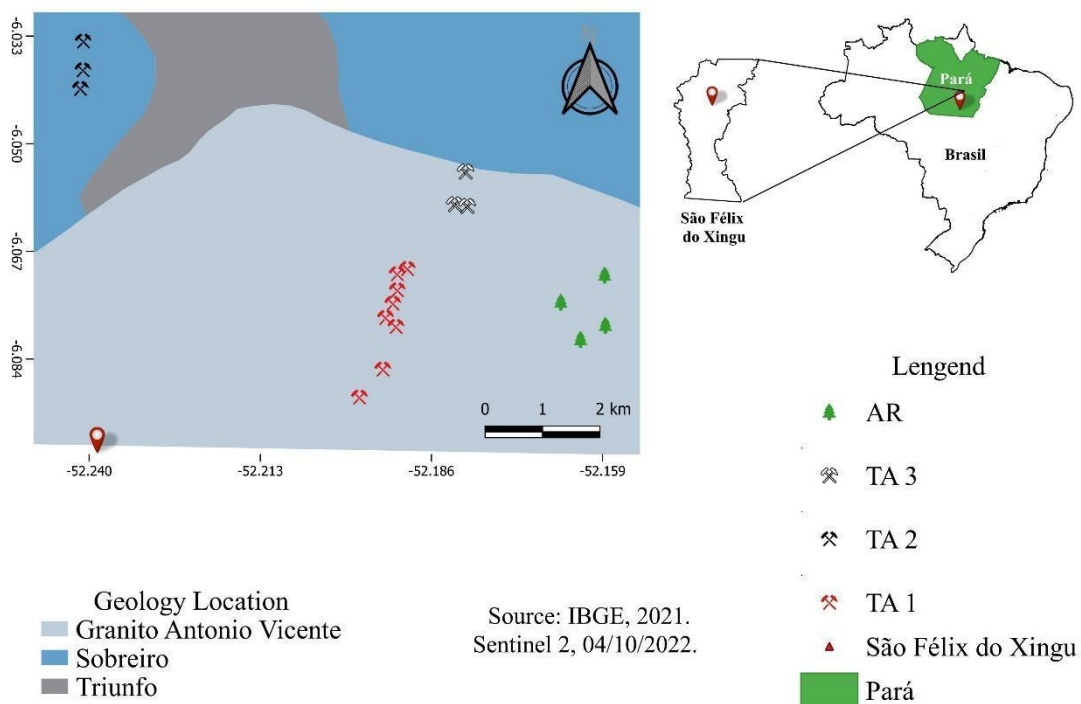 -6.033
-6.050
-6.067
-6.084
N
0 1 2 km
-52.240 -52.213 -52.186 -52.159
Pará
Brasil
São Félix
do Xingu
Lengend
AR
TA 3
TA 2
TA 1
São Félix do Xingu
Pará
Geology Location
Granito Antonio Vicente
Sobreiro
Triunfo
Source: IBGE, 2021.
Sentinel 2, 04/10/2022.